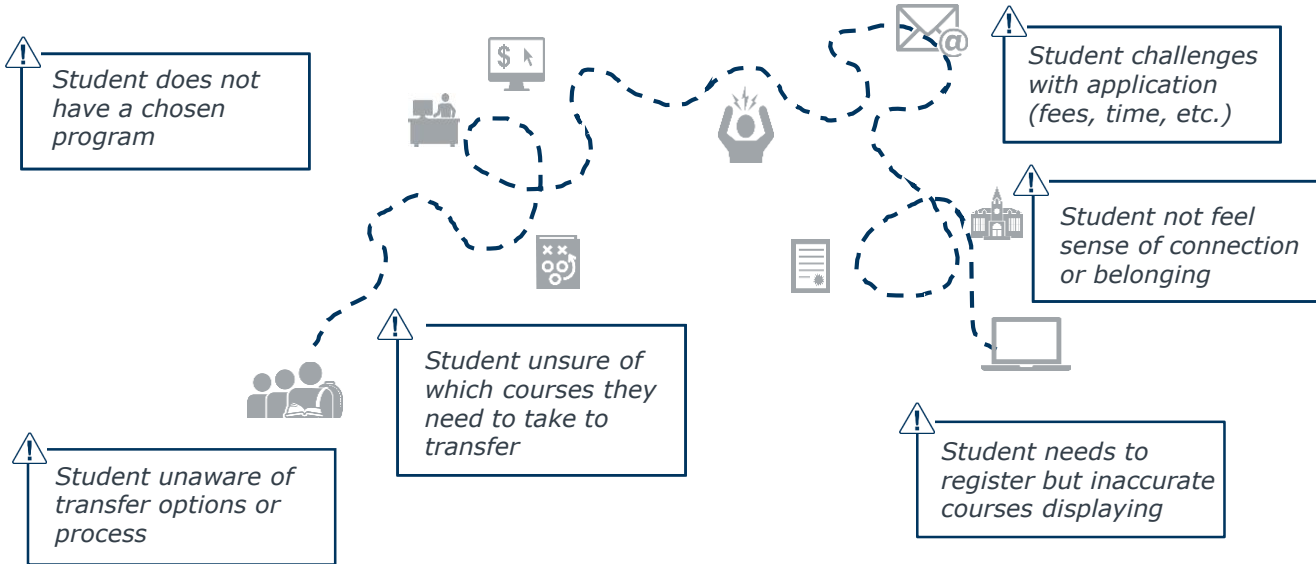 Student does not
have a chosen
program
$
@
Student challenges
with application
(fees, time, etc.)
Student not feel
sense of connection
or belonging
Student unsure of
which courses they
need to take to
transfer
Student needs to
register but inaccurate
courses displaying
Student unaware of
transfer options or
process